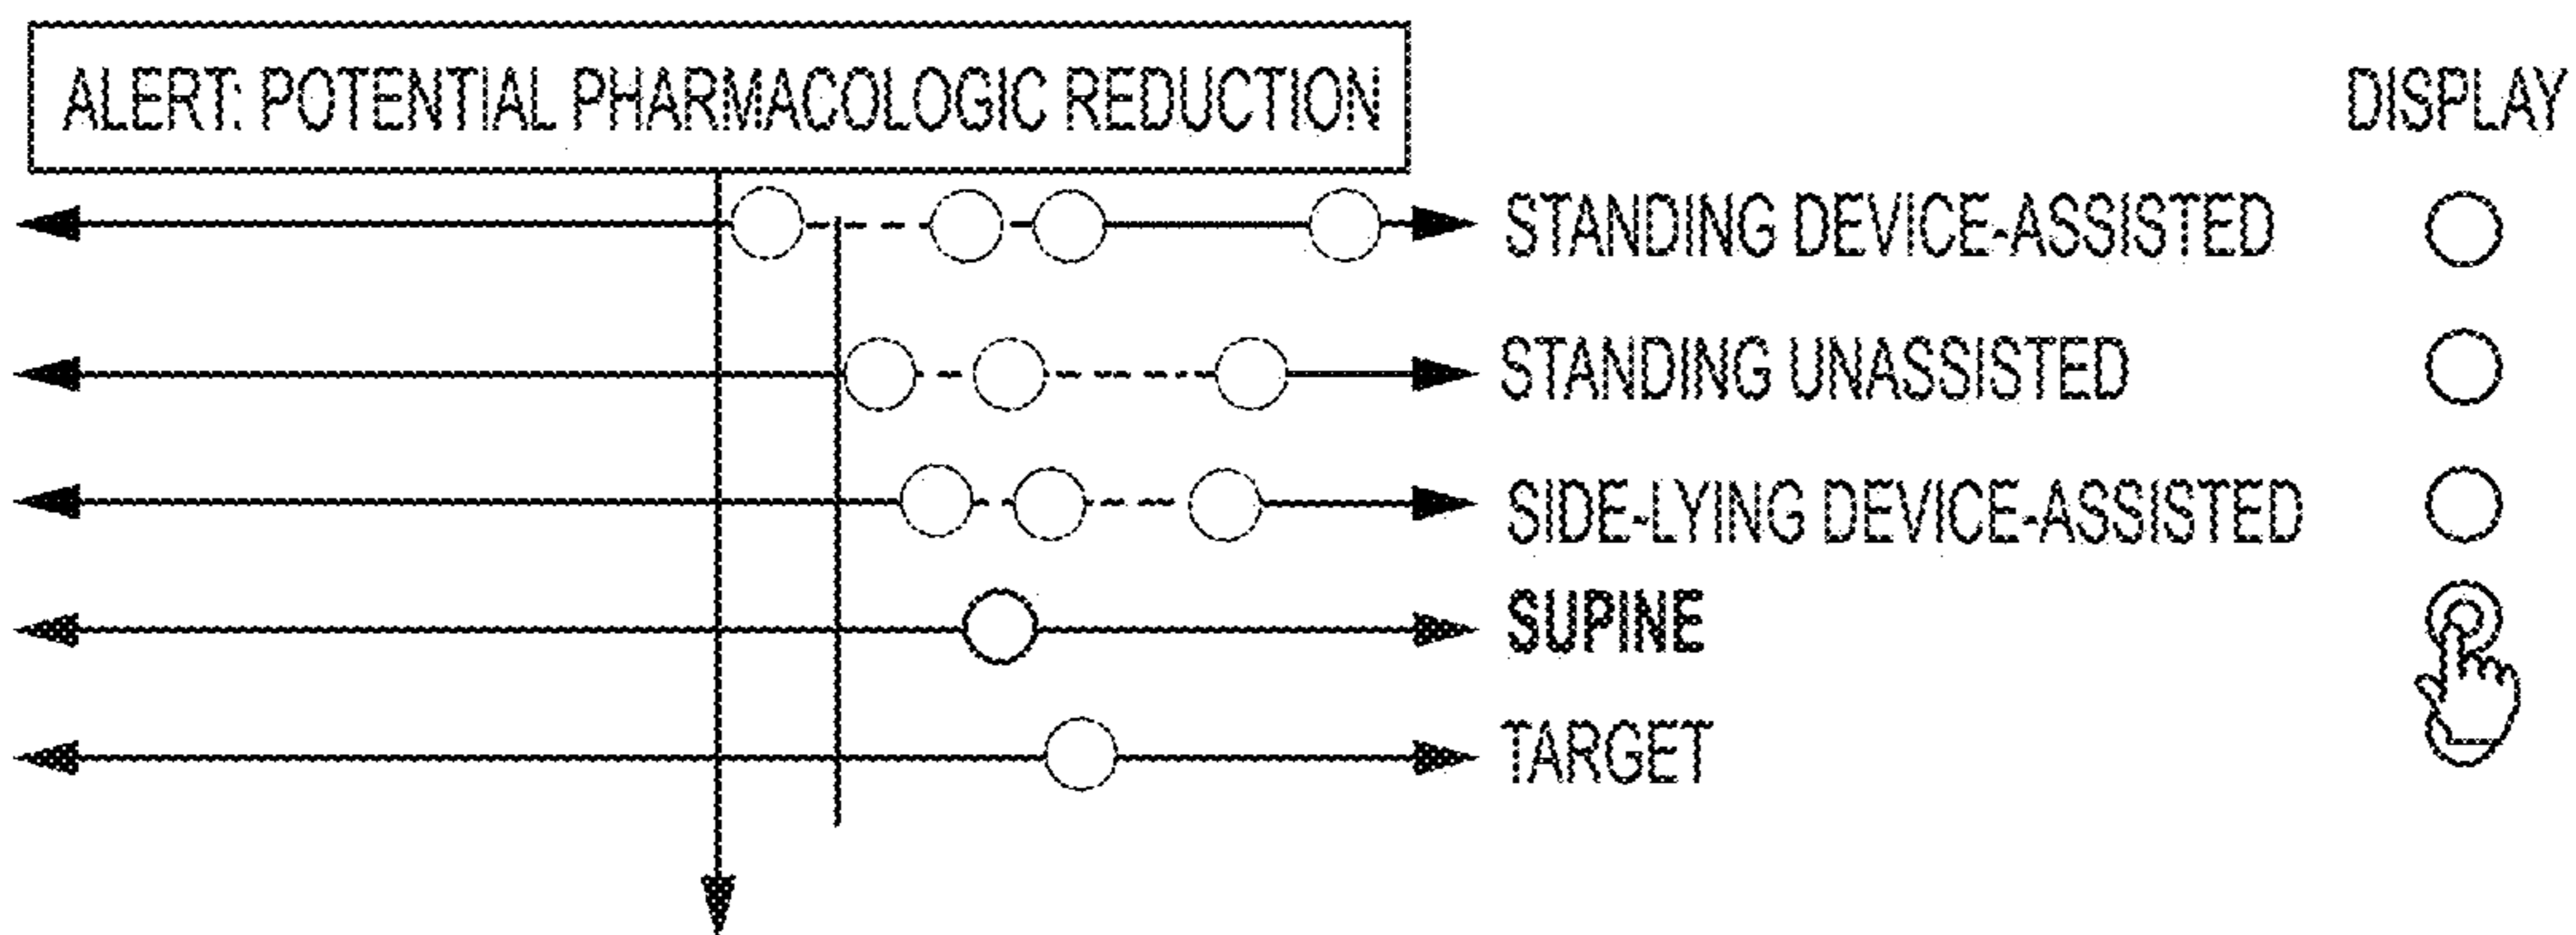 ALERT: POTENTIAL PHARMACOLOGIC REDUCTION
DISPLAY
STANDING DEVICE-ASSISTED
STANDING UNASSISTED
SIDE-LYING DEVICE-ASSISTED
SUPINE
TARGET